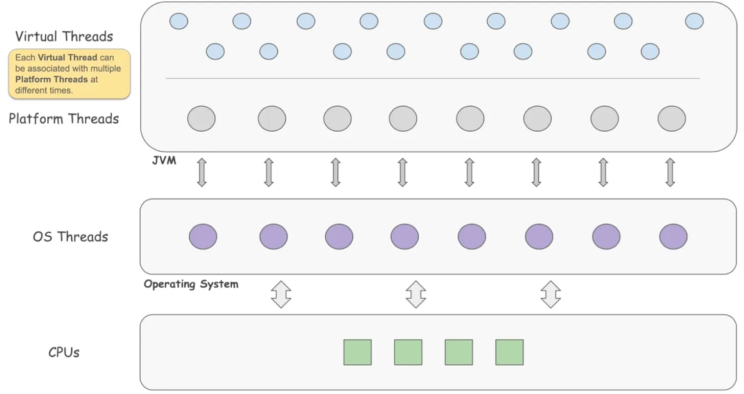 Virtual Threads
Each Virtual Thread can
be associated with multiple
Platform Threads at
different times.
Platform Threads
JVM
OS Threads
Operating System
CPUs